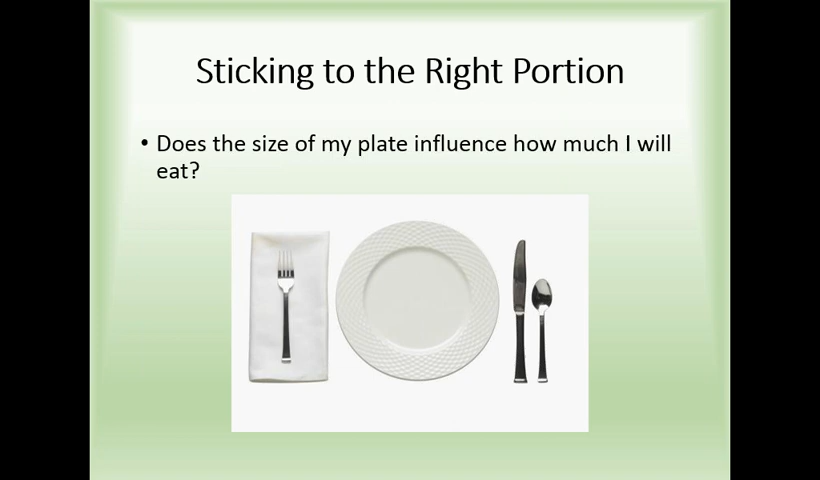 Sticking to the Right Portion
• Does the size of my plate influence how much I will
eat?